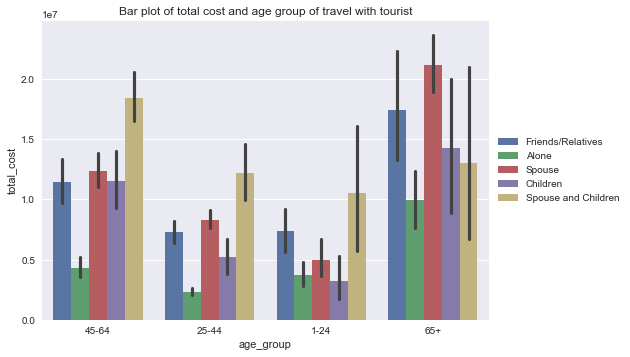 Bar plot of total cost and age group of travel with tourist
1e7
2.0
1.5
1.0
0.5
0.0
total_cost
45-64
25-44
1-24
65+
age_group
Friends/Relatives
Alone
Spouse
Children
Spouse and Children